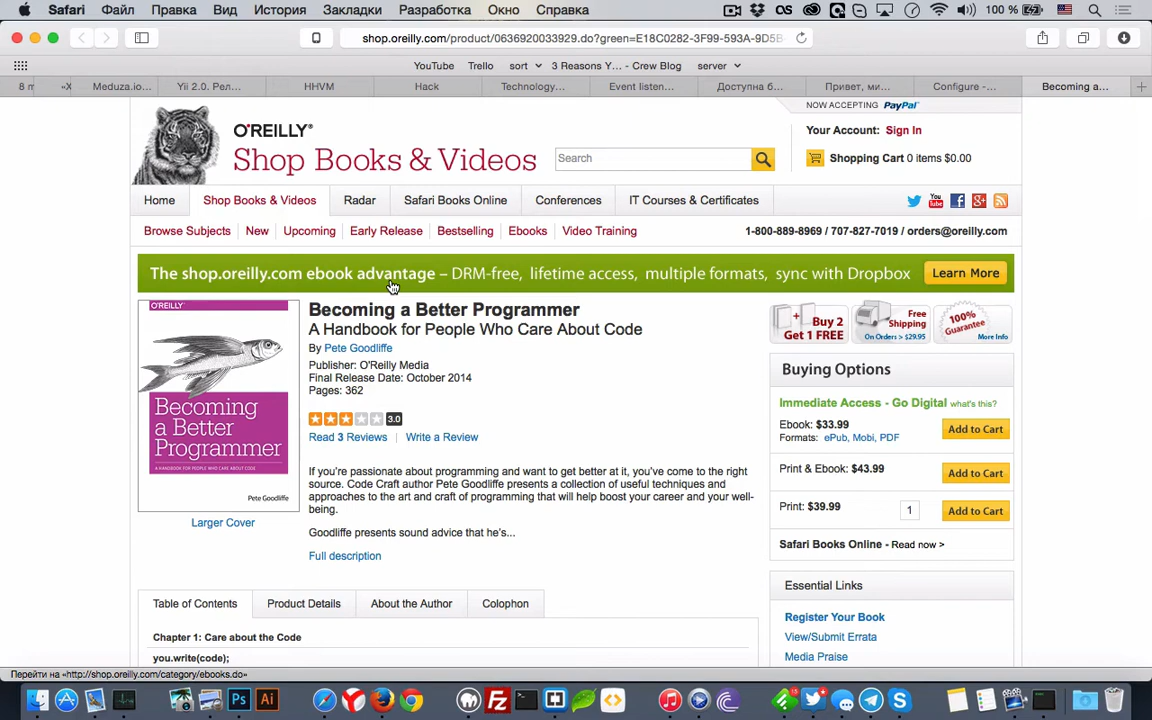 Safari Файл Правка Вид История Закладки Разработка Окно Справка 100 %
shop.oreilly.com/product/0636920033929.do?green=E18C0282-3F99-593A-9D5B-
YouTube Trello sort 3 Reasons Y... – Crew Blog server
8 п «X Meduza.io... Yii 2.0. Рел... HHVM Hack Technology... Event listen... Доступна б... Привет, ми... Configure -... Becoming a...
NOW ACCEPTING PayPal
O'REILLY®
Shop Books & Videos
Search
Your Account: Sign In
Shopping Cart 0 items $0.00
Home Shop Books & Videos Radar Safari Books Online Conferences IT Courses & Certificates
You Tube
Browse Subjects New Upcoming Early Release Bestselling Ebooks Video Training 1-800-889-8969 / 707-827-7019 / orders@oreilly.com
The shop.oreilly.com ebook advantage – DRM-free, lifetime access, multiple formats, sync with Dropbox Learn More
O'REILLY
Becoming
a Better
Programmer
A HANDBOOK FOR PEOPLE WHO CARE ABOUT CODE
Pete Goodliffe
Larger Cover
Becoming a Better Programmer
A Handbook for People Who Care About Code
By Pete Goodliffe
Publisher: O'Reilly Media
Final Release Date: October 2014
Pages: 362
3.0
Read 3 Reviews Write a Review
If you're passionate about programming and want to get better at it, you've come to the right
source. Code Craft author Pete Goodliffe presents a collection of useful techniques and
approaches to the art and craft of programming that will help boost your career and your well-
being.
Goodliffe presents sound advice that he's...
Full description
+ Buy 2
Get 1 FREE
Free
Shipping
On Orders > $29.95
100%
Guarantee
More Info
Buying Options
Immediate Access - Go Digital what's this?
Ebook: $33.99
Formats: ePub, Mobi, PDF
Add to Cart
Print & Ebook: $43.99
Add to Cart
Print: $39.99
1
Add to Cart
Safari Books Online - Read now >
Essential Links
Register Your Book
View/Submit Errata
Media Praise
Table of Contents Product Details About the Author Colophon
Chapter 1: Care about the Code
you.write(code);
Перейти на «http://shop.oreilly.com/category/ebooks.do»
Ps Ai Fz